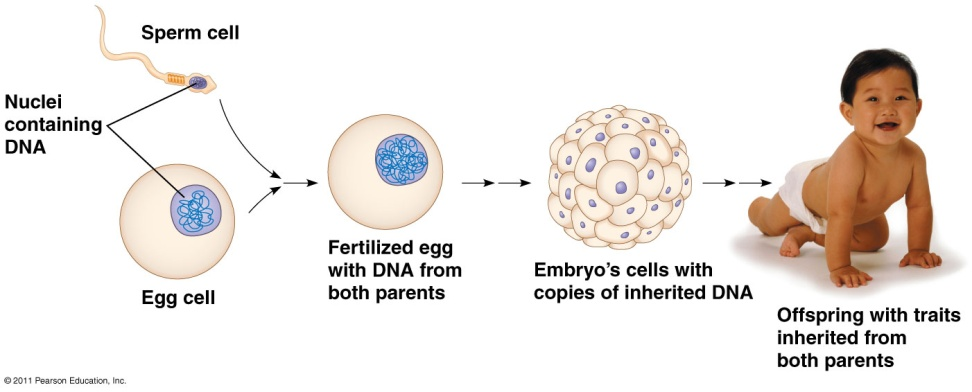 Sperm cell
Nuclei
containing
DNA
Egg cell
Fertilized egg
with DNA from
both parents
Embryo's cells with
copies of inherited DNA
Offspring with traits
inherited from
both parents
© 2011 Pearson Education, Inc.